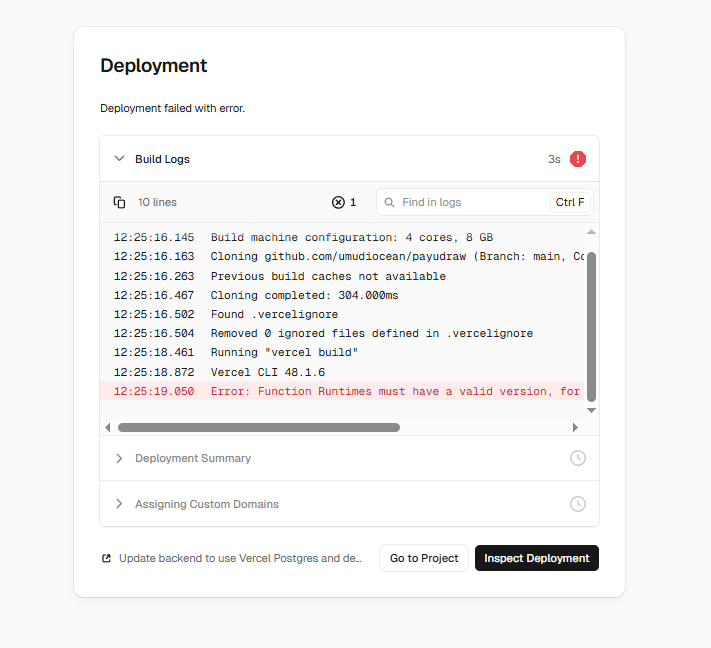 Deployment
Deployment failed with error.
Build Logs 3s
10 lines 1 Find in logs Ctrl F
12:25:16.145 Build machine configuration: 4 cores, 8 GB
12:25:16.163 Cloning github.com/umudiocean/payudraw (Branch: main, Co
12:25:16.263 Previous build caches not available
12:25:16.467 Cloning completed: 304.000ms
12:25:16.502 Found .vercelignore
12:25:16.504 Removed 0 ignored files defined in .vercelignore
12:25:18.461 Running "vercel build"
12:25:18.872 Vercel CLI 48.1.6
12:25:19.050 Error: Function Runtimes must have a valid version, for
Deployment Summary
Assigning Custom Domains
Update backend to use Vercel Postgres and de... Go to Project Inspect Deployment